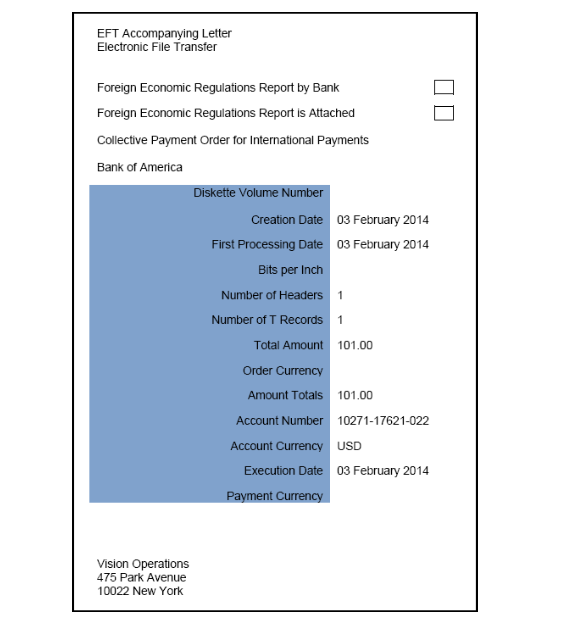 EFT Accompanying Letter
Electronic File Transfer
Foreign Economic Regulations Report by Bank
Foreign Economic Regulations Report is Attached
Collective Payment Order for International Payments
Bank of America
Diskette Volume Number
Creation Date 03 February 2014
First Processing Date 03 February 2014
Bits per Inch
Number of Headers 1
Number of T Records 1
Total Amount 101.00
Order Currency
Amount Totals 101.00
Account Number 10271-17621-022
Account Currency USD
Execution Date 03 February 2014
Payment Currency
Vision Operations
475 Park Avenue
10022 New York